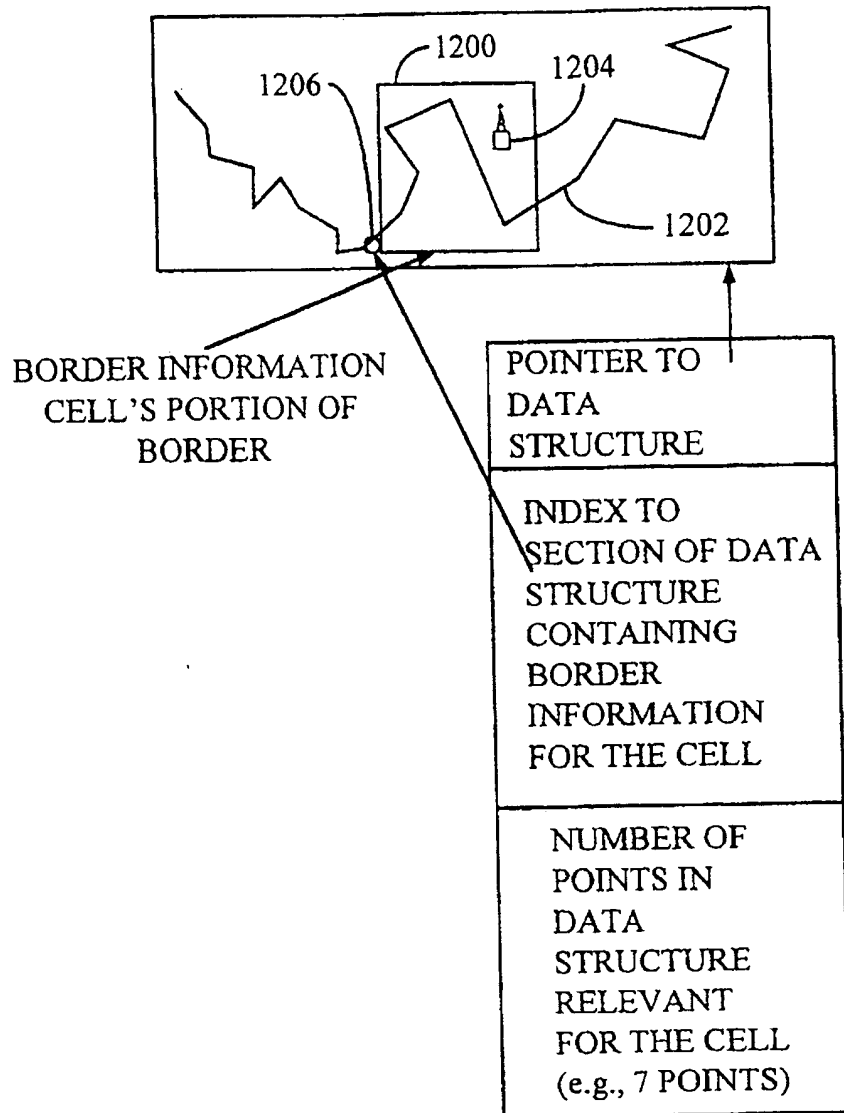 1200
1206
1204
1202
BORDER INFORMATION
CELL'S PORTION OF
BORDER
POINTER TO
DATA
STRUCTURE
INDEX TO
SECTION OF DATA
STRUCTURE
CONTAINING
BORDER
INFORMATION
FOR THE CELL
NUMBER OF
POINTS IN
DATA
STRUCTURE
RELEVANT
FOR THE CELL
(e.g., 7 POINTS)